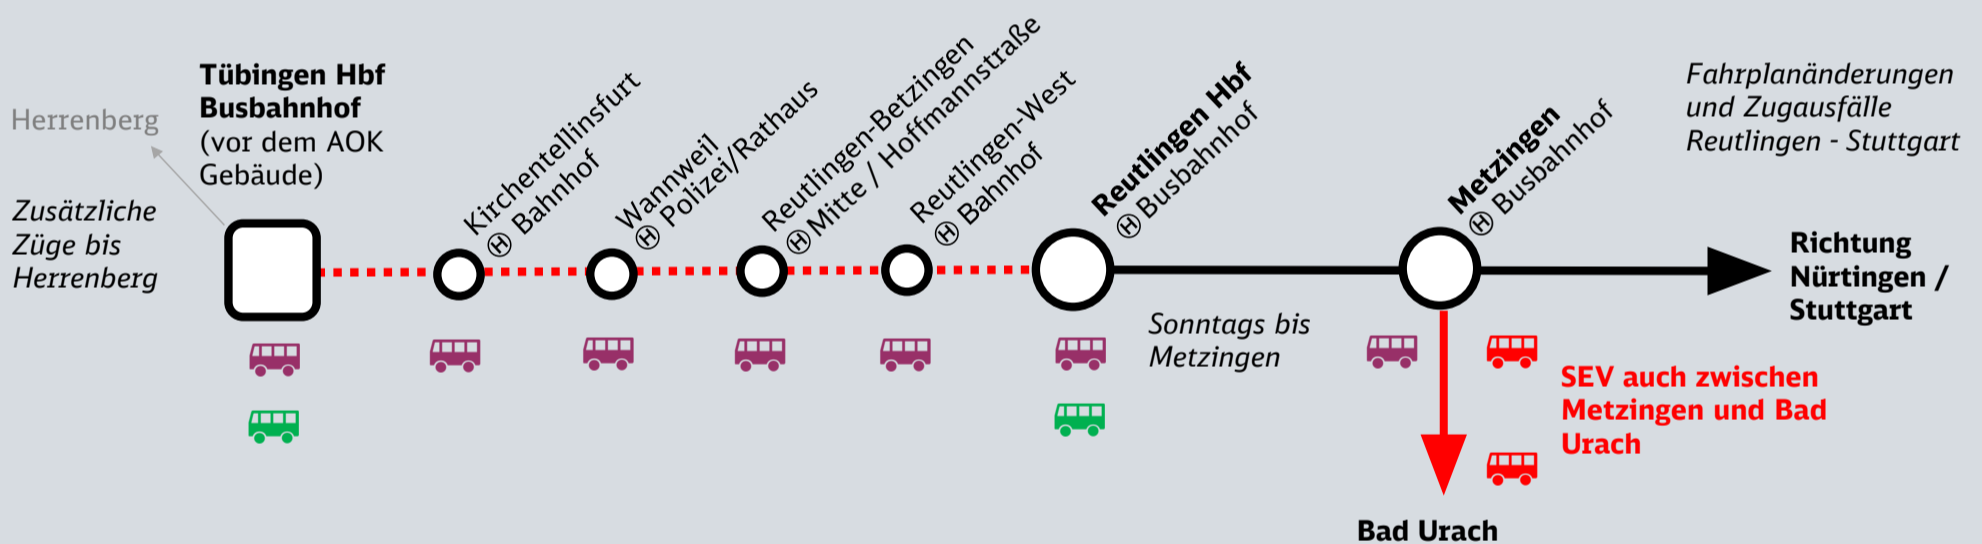 Herrenberg
Zusätzliche
Züge bis
Herrenberg
Tübingen Hbf
Busbahnhof
(vor dem AOK
Gebäude)
Kirchentellinsfurt
Ⓗ Bahnhof
Wannweil
Ⓗ Polizei/Rathaus
Reutlingen-Betzingen
Ⓗ Mitte / Hoffmannstraße
Reutlingen-West
Ⓗ Bahnhof
Reutlingen Hbf
Ⓗ Busbahnhof
Sonntags bis
Metzingen
Metzingen
Ⓗ Busbahnhof
Fahrplanänderungen
und Zugausfälle
Reutlingen - Stuttgart
Richtung
Nürtingen /
Stuttgart
SEV auch zwischen
Metzingen und Bad
Urach
Bad Urach